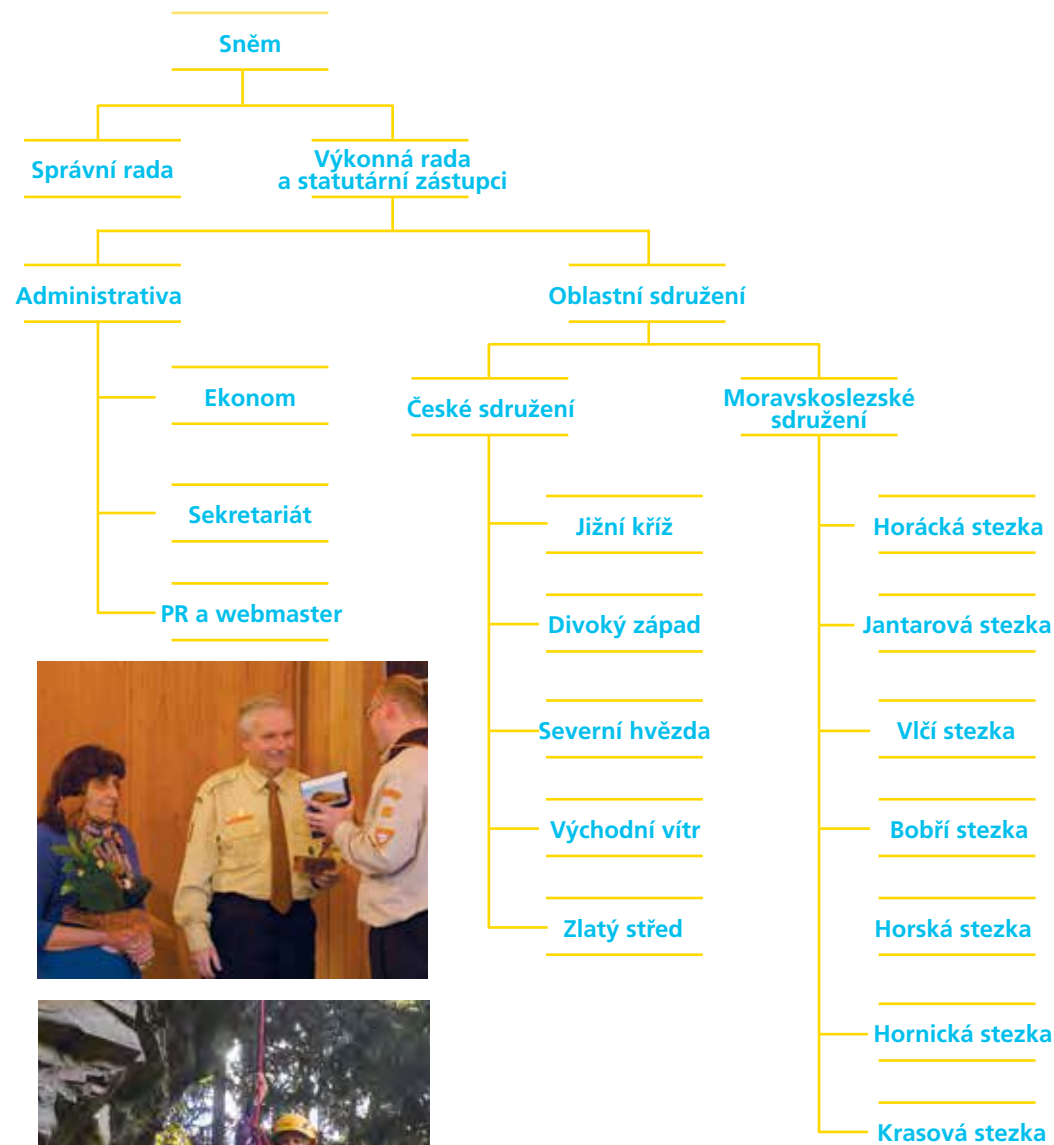 Sněm
Správní rada
Výkonná rada
a statutární zástupci
Administrativa
Oblastní sdružení
Ekonom
Sekretariát
PR a webmaster
České sdružení
Moravskoslezské
sdružení
Jižní kříž
Divoký západ
Severní hvězda
Východní vítr
Zlatý střed
Horácká stezka
Jantarová stezka
Vlčí stezka
Bobří stezka
Horská stezka
Hornická stezka
Krasová stezka